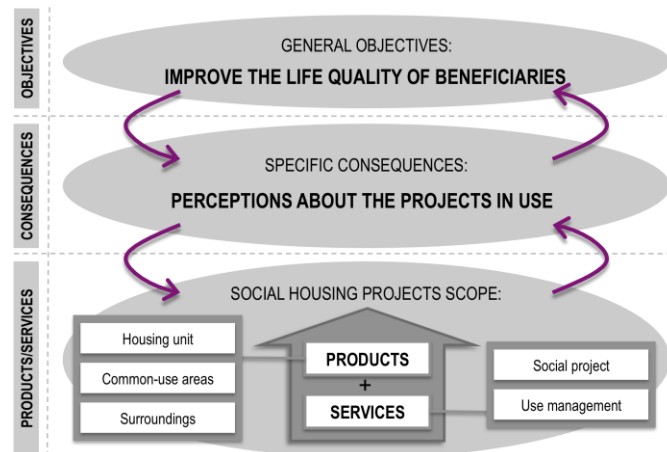 OBJECTIVES
GENERAL OBJECTIVES:
IMPROVE THE LIFE QUALITY OF BENEFICIARIES
CONSEQUENCES
SPECIFIC CONSEQUENCES:
PERCEPTIONS ABOUT THE PROJECTS IN USE
PRODUCTS/SERVICES
SOCIAL HOUSING PROJECTS SCOPE:
Housing unit
Common-use areas
Surroundings
PRODUCTS
+
SERVICES
Social project
Use management